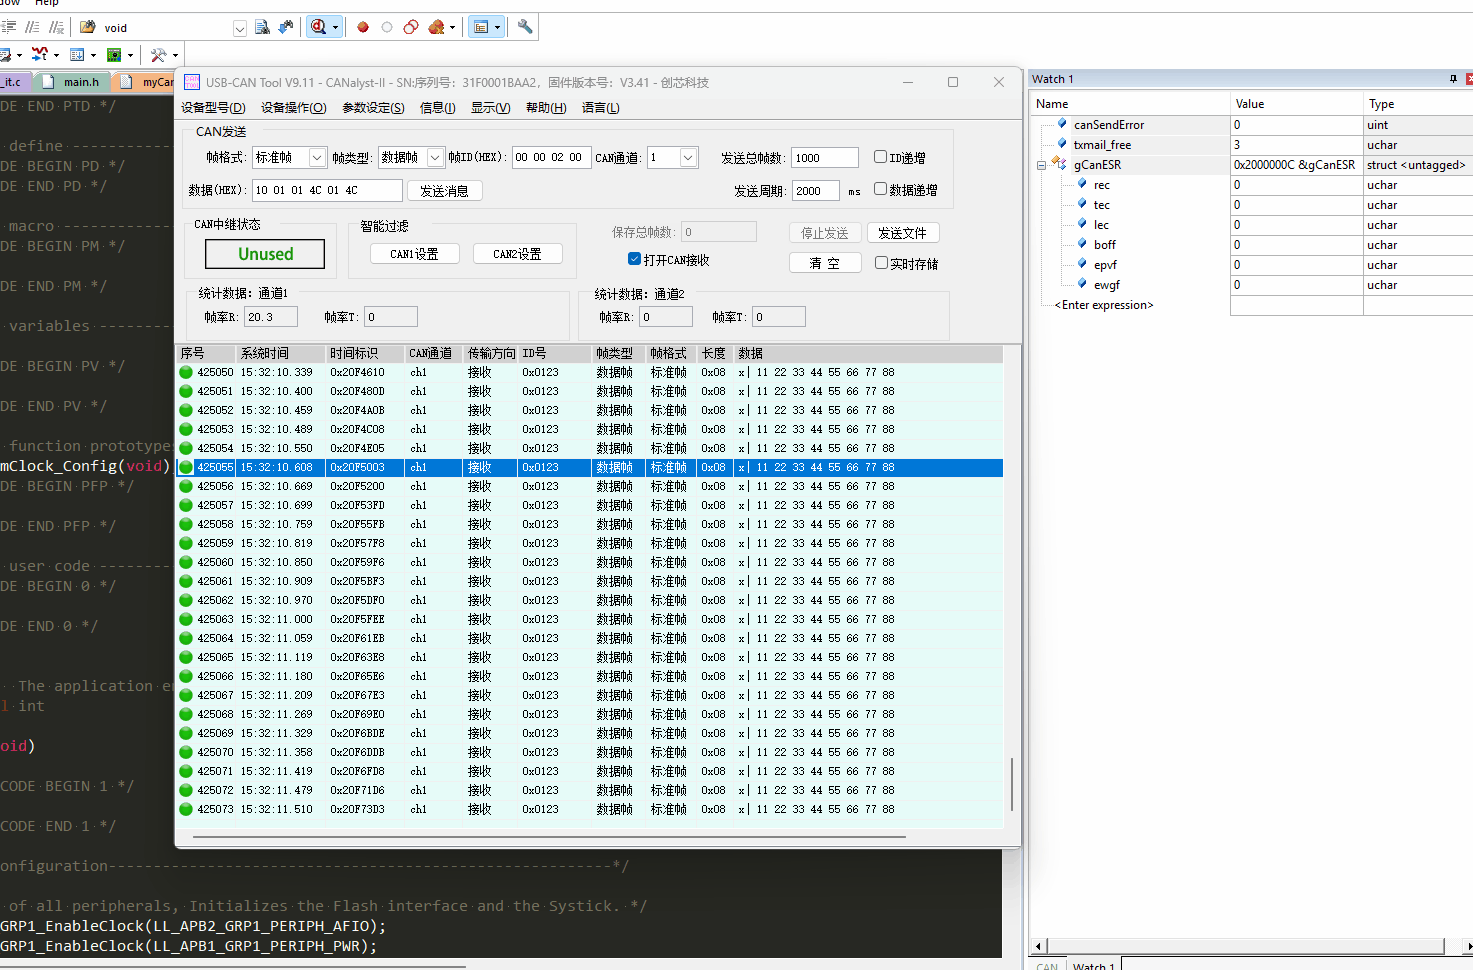 dow Help
void
_it.c main.h myCan
USB-CAN Tool V9.11 - CANalyst-II - SN:序列号: 31F0001BAA2, 固件版本号: V3.41 - 创芯科技
设备型号(D) 设备操作(O) 参数设定(S) 信息(I) 显示(V) 帮助(H) 语言(L)
CAN发送
帧格式: 标准帧 帧类型: 数据帧 帧ID(HEX): 00 00 02 00 CAN通道: 1 发送总帧数: 1000 ID递增
数据(HEX): 10 01 01 4C 01 4C 发送消息 发送周期: 2000 ms 数据递增
CAN中继状态 智能过滤 保存总帧数: 0 停止发送 发送文件
Unused CAN1设置 CAN2设置 打开CAN接收 清 空 实时存储
统计数据: 通道1 统计数据: 通道2
帧率R: 20.3 帧率T: 0 帧率R: 0 帧率T: 0
序号 系统时间 时间标识 CAN通道 传输方向 ID号 帧类型 帧格式 长度 数据
425050 15:32:10.339 0x20F4610 ch1 接收 0x0123 数据帧 标准帧 0x08 x| 11 22 33 44 55 66 77 88
425051 15:32:10.400 0x20F480D ch1 接收 0x0123 数据帧 标准帧 0x08 x| 11 22 33 44 55 66 77 88
425052 15:32:10.459 0x20F4A0B ch1 接收 0x0123 数据帧 标准帧 0x08 x| 11 22 33 44 55 66 77 88
425053 15:32:10.489 0x20F4C08 ch1 接收 0x0123 数据帧 标准帧 0x08 x| 11 22 33 44 55 66 77 88
425054 15:32:10.550 0x20F4E05 ch1 接收 0x0123 数据帧 标准帧 0x08 x| 11 22 33 44 55 66 77 88
425055 15:32:10.608 0x20F5003 ch1 接收 0x0123 数据帧 标准帧 0x08 x| 11 22 33 44 55 66 77 88
425056 15:32:10.669 0x20F5200 ch1 接收 0x0123 数据帧 标准帧 0x08 x| 11 22 33 44 55 66 77 88
425057 15:32:10.699 0x20F53FD ch1 接收 0x0123 数据帧 标准帧 0x08 x| 11 22 33 44 55 66 77 88
425058 15:32:10.759 0x20F55FB ch1 接收 0x0123 数据帧 标准帧 0x08 x| 11 22 33 44 55 66 77 88
425059 15:32:10.819 0x20F57F8 ch1 接收 0x0123 数据帧 标准帧 0x08 x| 11 22 33 44 55 66 77 88
425060 15:32:10.850 0x20F59F6 ch1 接收 0x0123 数据帧 标准帧 0x08 x| 11 22 33 44 55 66 77 88
425061 15:32:10.909 0x20F5BF3 ch1 接收 0x0123 数据帧 标准帧 0x08 x| 11 22 33 44 55 66 77 88
425062 15:32:10.970 0x20F5DF0 ch1 接收 0x0123 数据帧 标准帧 0x08 x| 11 22 33 44 55 66 77 88
425063 15:32:11.000 0x20F5FEE ch1 接收 0x0123 数据帧 标准帧 0x08 x| 11 22 33 44 55 66 77 88
425064 15:32:11.059 0x20F61EB ch1 接收 0x0123 数据帧 标准帧 0x08 x| 11 22 33 44 55 66 77 88
425065 15:32:11.119 0x20F63E8 ch1 接收 0x0123 数据帧 标准帧 0x08 x| 11 22 33 44 55 66 77 88
425066 15:32:11.180 0x20F65E6 ch1 接收 0x0123 数据帧 标准帧 0x08 x| 11 22 33 44 55 66 77 88
425067 15:32:11.209 0x20F67E3 ch1 接收 0x0123 数据帧 标准帧 0x08 x| 11 22 33 44 55 66 77 88
425068 15:32:11.269 0x20F69E0 ch1 接收 0x0123 数据帧 标准帧 0x08 x| 11 22 33 44 55 66 77 88
425069 15:32:11.329 0x20F6BDE ch1 接收 0x0123 数据帧 标准帧 0x08 x| 11 22 33 44 55 66 77 88
425070 15:32:11.358 0x20F6DDB ch1 接收 0x0123 数据帧 标准帧 0x08 x| 11 22 33 44 55 66 77 88
425071 15:32:11.419 0x20F6FD8 ch1 接收 0x0123 数据帧 标准帧 0x08 x| 11 22 33 44 55 66 77 88
425072 15:32:11.479 0x20F71D6 ch1 接收 0x0123 数据帧 标准帧 0x08 x| 11 22 33 44 55 66 77 88
425073 15:32:11.510 0x20F73D3 ch1 接收 0x0123 数据帧 标准帧 0x08 x| 11 22 33 44 55 66 77 88
DE END PTD */
define -----------
DE BEGIN PD */
DE END PD */
macro ------------
DE BEGIN PM */
DE END PM */
variables --------
DE BEGIN PV */
DE END PV */
function prototypes
mClock_Config(void)
DE BEGIN PFP */
DE END PFP */
user code --------
DE BEGIN 0 */
DE END 0 */
The application en
l int
oid)
CODE BEGIN 1 */
CODE END 1 */
onfiguration--------------------------------------------------------*/
of all peripherals, Initializes the Flash interface and the Systick. */
GRP1_EnableClock(LL_APB2_GRP1_PERIPH_AFIO);
GRP1_EnableClock(LL_APB1_GRP1_PERIPH_PWR);
Watch 1
Name Value Type
canSendError 0 uint
txmail_free 3 uchar
gCanESR 0x2000000C &gCanESR struct <untagged>
rec 0 uchar
tec 0 uchar
lec 0 uchar
boff 0 uchar
epvf 0 uchar
ewgf 0 uchar
<Enter expression>
CAN Watch 1